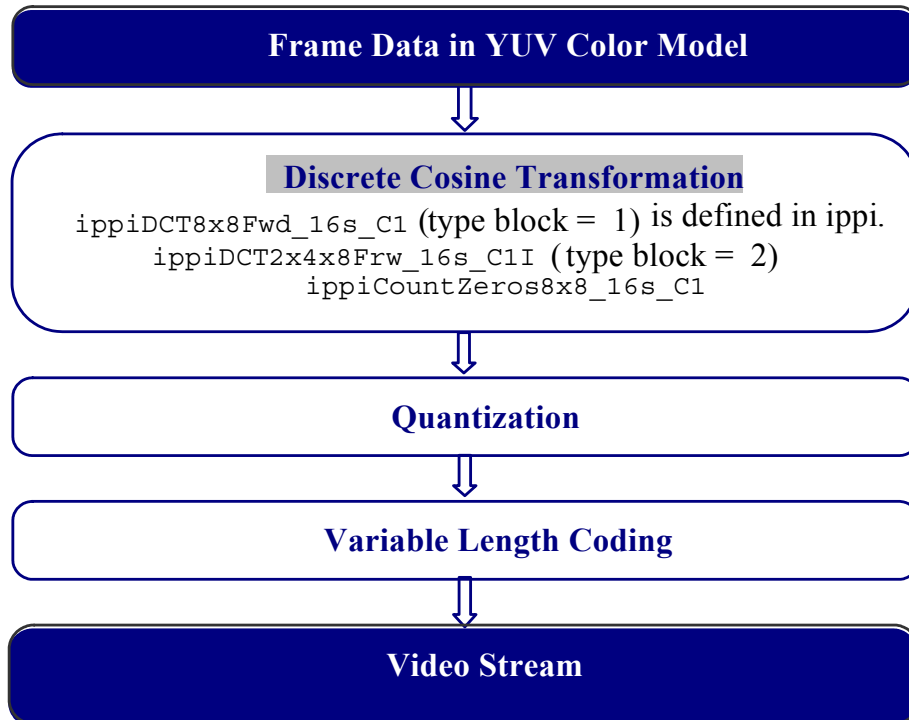 Frame Data in YUV Color Model
Discrete Cosine Transformation
ippiDCT8x8Fwd_16s_C1 (type block = 1) is defined in ippi.
ippiDCT2x4x8Frw_16s_C1I (type block = 2)
ippiCountZeros8x8_16s_C1
Quantization
Variable Length Coding
Video Stream